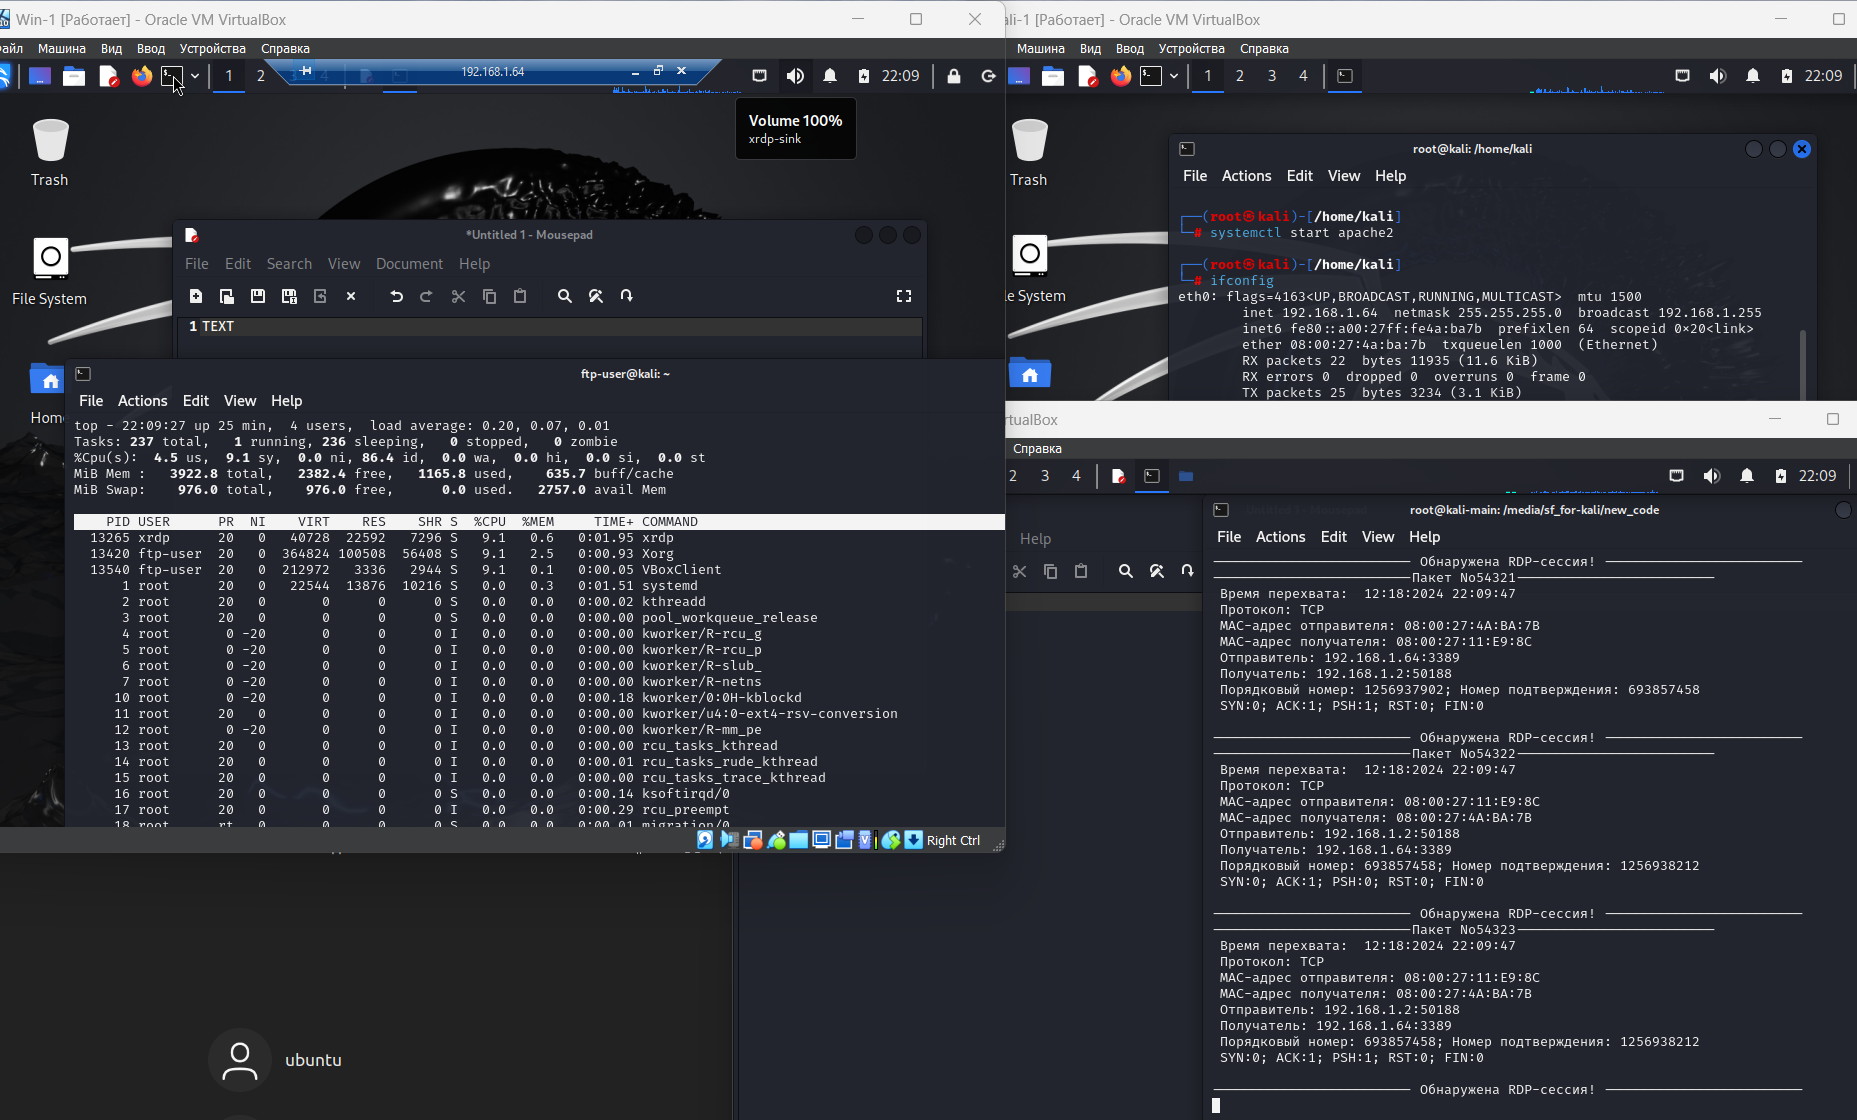 Win-1 [Работает] - Oracle VM VirtualBox
айл Машина Вид Ввод Устройства Справка
1 2 192.168.1.64 22:09
Volume 100%
xrdp-sink
Trash
File System
Home
*Untitled 1 - Mousepad
File Edit Search View Document Help
1 TEXT
ftp-user@kali: ~
File Actions Edit View Help
top - 22:09:27 up 25 min, 4 users, load average: 0.20, 0.07, 0.01
Tasks: 237 total, 1 running, 236 sleeping, 0 stopped, 0 zombie
%Cpu(s): 4.5 us, 9.1 sy, 0.0 ni, 86.4 id, 0.0 wa, 0.0 hi, 0.0 si, 0.0 st
MiB Mem : 3922.8 total, 2382.4 free, 1165.8 used, 635.7 buff/cache
MiB Swap: 976.0 total, 976.0 free, 0.0 used. 2757.0 avail Mem
PID USER PR NI VIRT RES SHR S %CPU %MEM TIME+ COMMAND
13265 xrdp 20 0 40728 22592 7296 S 9.1 0.6 0:01.95 xrdp
13420 ftp-user 20 0 364824 100508 56408 S 9.1 2.5 0:00.93 Xorg
13540 ftp-user 20 0 212972 3336 2944 S 9.1 0.1 0:00.05 VBoxClient
1 root 20 0 22544 13876 10216 S 0.0 0.3 0:01.51 systemd
2 root 20 0 0 0 0 S 0.0 0.0 0:00.02 kthreadd
3 root 20 0 0 0 0 S 0.0 0.0 0:00.00 pool_workqueue_release
4 root 0 -20 0 0 0 I 0.0 0.0 0:00.00 kworker/R-rcu_g
5 root 0 -20 0 0 0 I 0.0 0.0 0:00.00 kworker/R-rcu_p
6 root 0 -20 0 0 0 I 0.0 0.0 0:00.00 kworker/R-slub_
7 root 0 -20 0 0 0 I 0.0 0.0 0:00.00 kworker/R-netns
10 root 0 -20 0 0 0 I 0.0 0.0 0:00.18 kworker/0:0H-kblockd
11 root 20 0 0 0 0 I 0.0 0.0 0:00.00 kworker/u4:0-ext4-rsv-conversion
12 root 0 -20 0 0 0 I 0.0 0.0 0:00.00 kworker/R-mm_pe
13 root 20 0 0 0 0 I 0.0 0.0 0:00.00 rcu_tasks_kthread
14 root 20 0 0 0 0 I 0.0 0.0 0:00.01 rcu_tasks_rude_kthread
15 root 20 0 0 0 0 I 0.0 0.0 0:00.00 rcu_tasks_trace_kthread
16 root 20 0 0 0 0 S 0.0 0.0 0:00.14 ksoftirqd/0
17 root 20 0 0 0 0 I 0.0 0.0 0:00.29 rcu_preempt
18 root rt 0 0 0 0 S 0.0 0.0 0:00.01 migration/0
Right Ctrl
ubuntu
ali-1 [Работает] - Oracle VM VirtualBox
Машина Вид Ввод Устройства Справка
1 2 3 4 22:09
Trash
le System
root@kali: /home/kali
File Actions Edit View Help
(root㉿kali)-[/home/kali]
# systemctl start apache2
(root㉿kali)-[/home/kali]
# ifconfig
eth0: flags=4163<UP,BROADCAST,RUNNING,MULTICAST> mtu 1500
inet 192.168.1.64 netmask 255.255.255.0 broadcast 192.168.1.255
inet6 fe80::a00:27ff:fe4a:ba7b prefixlen 64 scopeid 0×20<link>
ether 08:00:27:4a:ba:7b txqueuelen 1000 (Ethernet)
RX packets 22 bytes 11935 (11.6 KiB)
RX errors 0 dropped 0 overruns 0 frame 0
TX packets 25 bytes 3234 (3.1 KiB)
rtualBox
Справка
2 3 4 22:09
Help
root@kali-main: /media/sf_for-kali/new_code
File Actions Edit View Help
Обнаружена RDP-сессия!
Пакет No54321
Время перехвата: 12:18:2024 22:09:47
Протокол: TCP
MAC-адрес отправителя: 08:00:27:4A:BA:7B
MAC-адрес получателя: 08:00:27:11:E9:8C
Отправитель: 192.168.1.64:3389
Получатель: 192.168.1.2:50188
Порядковый номер: 1256937902; Номер подтверждения: 693857458
SYN:0; ACK:1; PSH:1; RST:0; FIN:0
Обнаружена RDP-сессия!
Пакет No54322
Время перехвата: 12:18:2024 22:09:47
Протокол: TCP
MAC-адрес отправителя: 08:00:27:11:E9:8C
MAC-адрес получателя: 08:00:27:4A:BA:7B
Отправитель: 192.168.1.2:50188
Получатель: 192.168.1.64:3389
Порядковый номер: 693857458; Номер подтверждения: 1256938212
SYN:0; ACK:1; PSH:0; RST:0; FIN:0
Обнаружена RDP-сессия!
Пакет No54323
Время перехвата: 12:18:2024 22:09:47
Протокол: TCP
MAC-адрес отправителя: 08:00:27:11:E9:8C
MAC-адрес получателя: 08:00:27:4A:BA:7B
Отправитель: 192.168.1.2:50188
Получатель: 192.168.1.64:3389
Порядковый номер: 693857458; Номер подтверждения: 1256938212
SYN:0; ACK:1; PSH:1; RST:0; FIN:0
Обнаружена RDP-сессия!